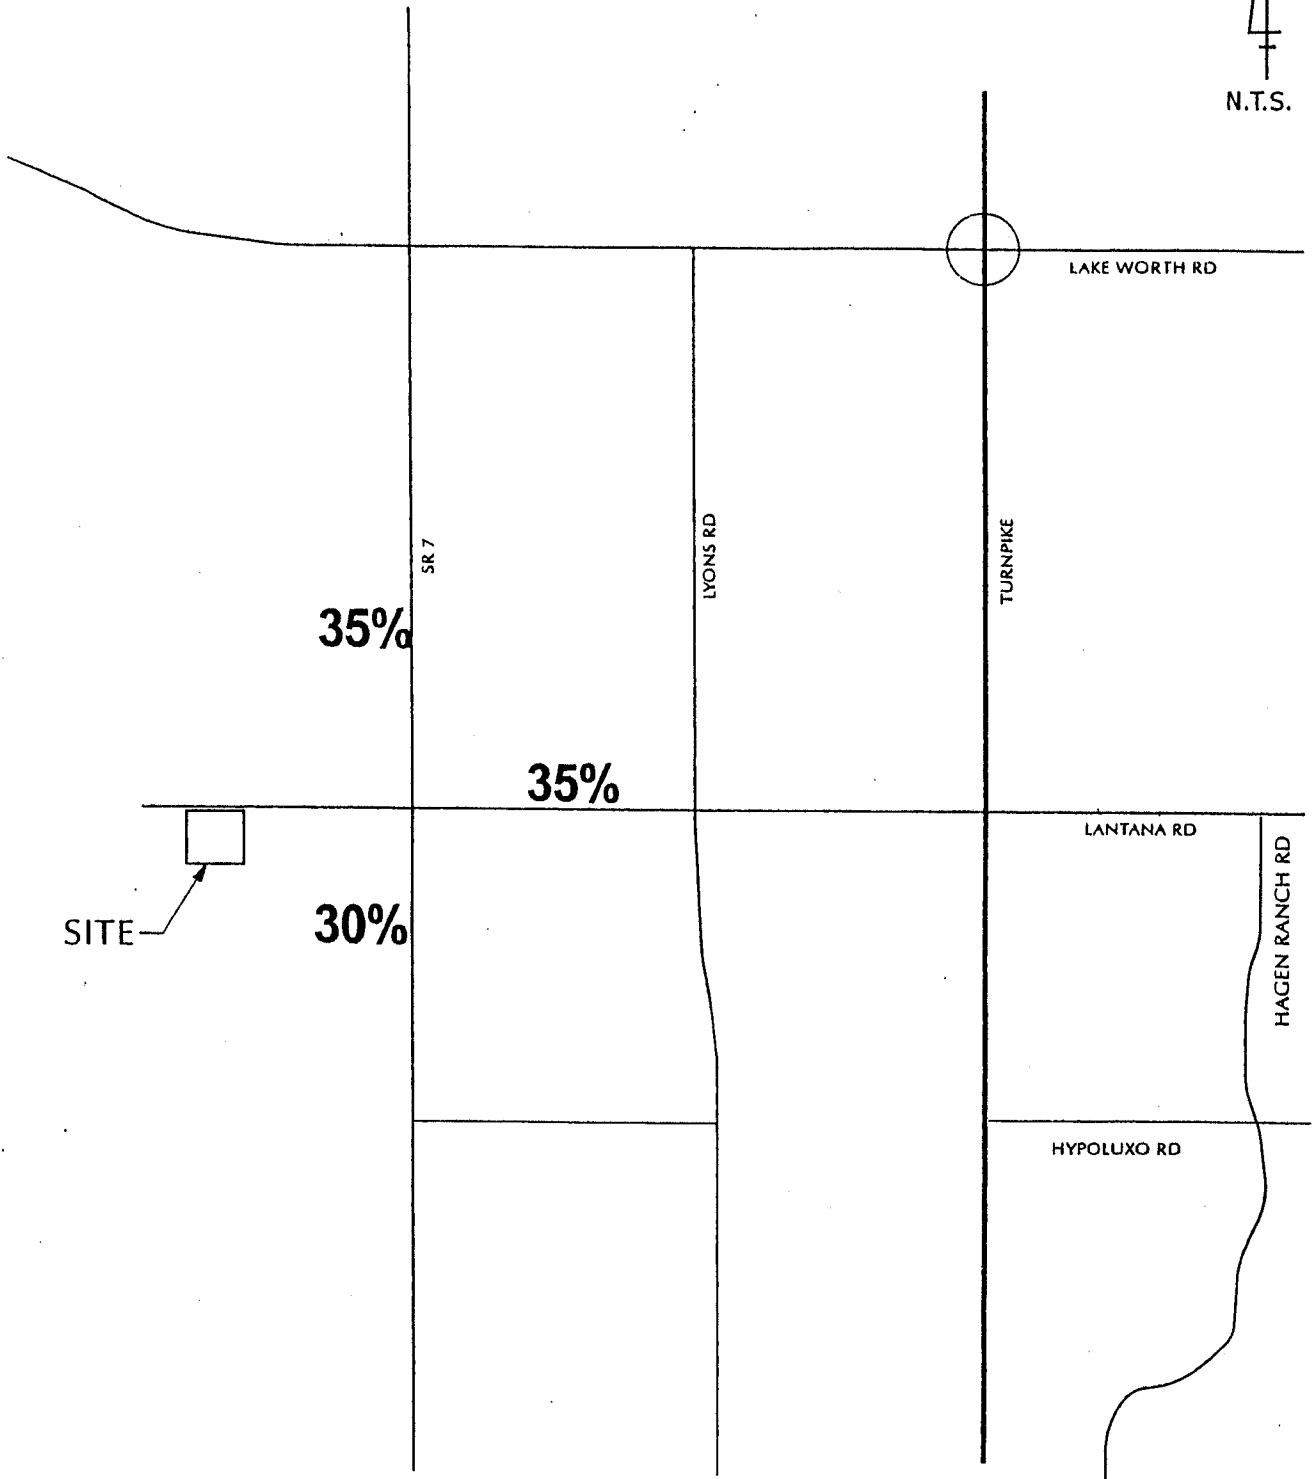 N.T.S.
LAKE WORTH RD
SR 7
LYONS RD
TURNPIKE
35%
35%
LANTANA RD
HAGEN RANCH RD
SITE
30%
HYPOLUXO RD